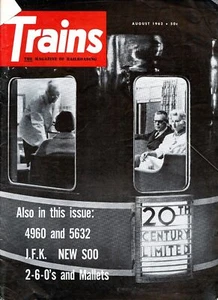 AUGUST 1962 • 50c
Trains
THE MAGAZINE OF RAILROADING
Also in this issue:
4960 and 5632
J.F.K. NEW SOO
2-6-0's and Mallets
20TH
CENTURY
LIMITED